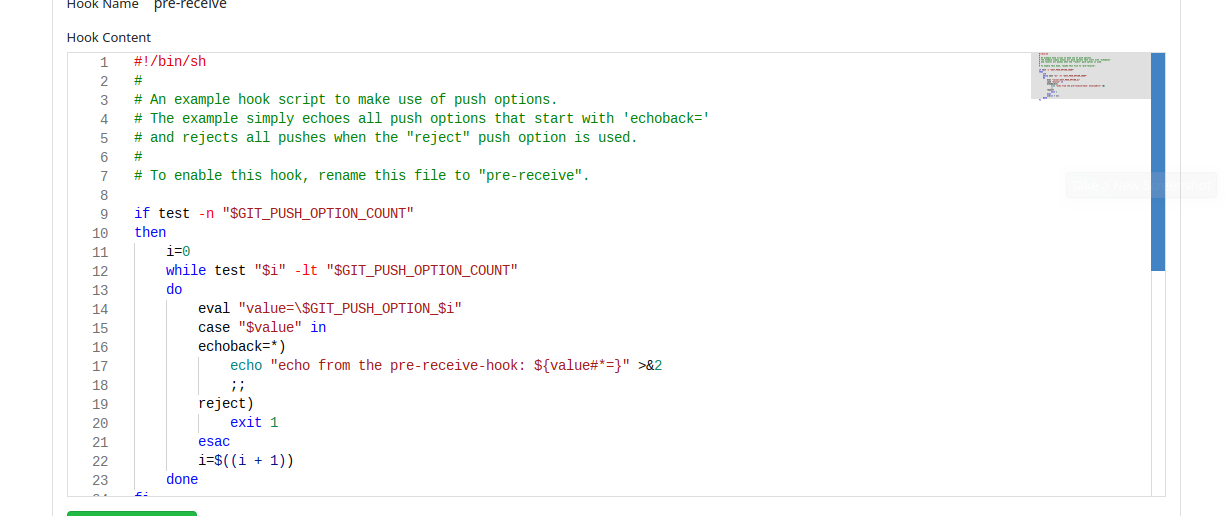 Hook Name pre-receive
Hook Content
1 #!/bin/sh
2 #
3 # An example hook script to make use of push options.
4 # The example simply echoes all push options that start with 'echoback='
5 # and rejects all pushes when the "reject" push option is used.
6 #
7 # To enable this hook, rename this file to "pre-receive".
8
9 if test -n "$GIT_PUSH_OPTION_COUNT"
10 then
11     i=0
12     while test "$i" -lt "$GIT_PUSH_OPTION_COUNT"
13     do
14         eval "value=\$GIT_PUSH_OPTION_$i"
15         case "$value" in
16         echoback=*)
17             echo "echo from the pre-receive-hook: ${value#*=}" >&2
18             ;;
19         reject)
20             exit 1
21         esac
22         i=$((i + 1))
23     done
24 fi